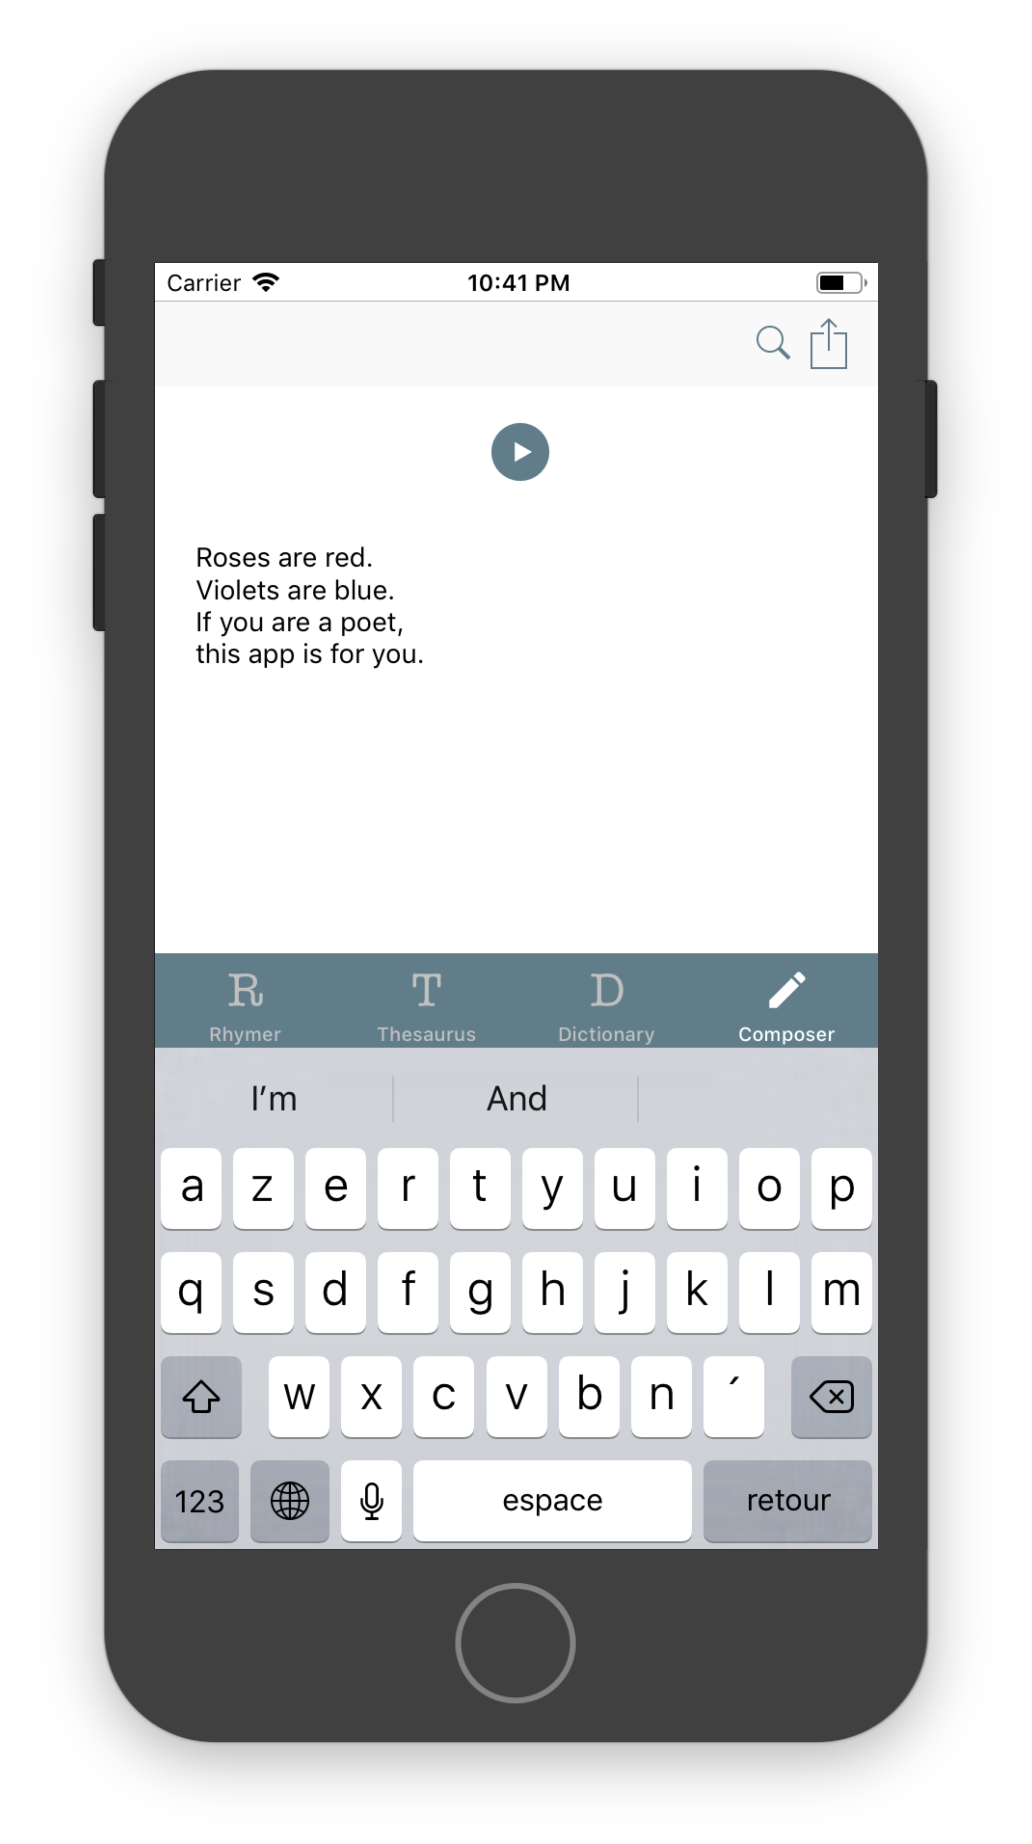 Carrier 10:41 PM
Roses are red.
Violets are blue.
If you are a poet,
this app is for you.
R T D
Rhymer Thesaurus Dictionary Composer
I’m And
a z e r t y u i o p
q s d f g h j k l m
w x c v b n ´
123 espace retour